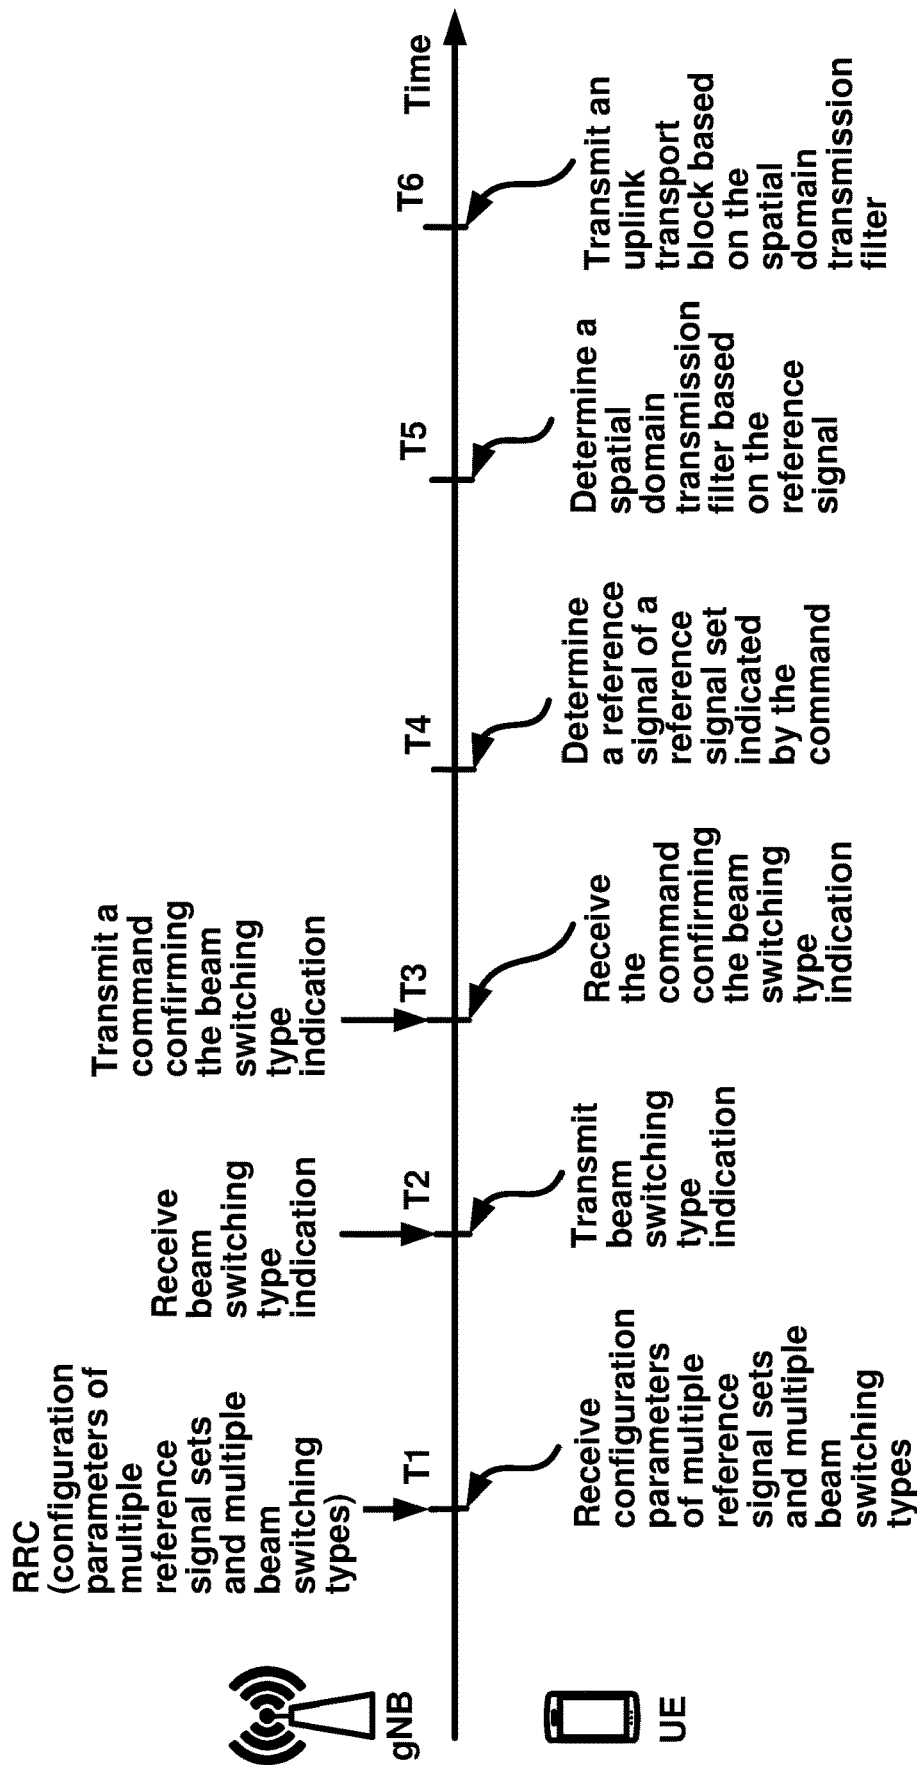 RRC
(configuration
parameters of
multiple
reference
signal sets
and multiple
beam
switching
types)
Receive
beam
switching
type
indication
Transmit a
command
confirming
the beam
switching
type
indication
gNB
T1
T2
T3
T4
T5
T6
Time
UE
Receive
configuration
parameters
of multiple
reference
signal sets
and multiple
beam
switching
types
Transmit
beam
switching
type
indication
Receive
the
command
confirming
the beam
switching
type
indication
Determine
a reference
signal of a
reference
signal set
indicated
by the
command
Determine a
spatial
domain
transmission
filter based
on the
reference
signal
Transmit an
uplink
transport
block based
on the
spatial
domain
transmission
filter